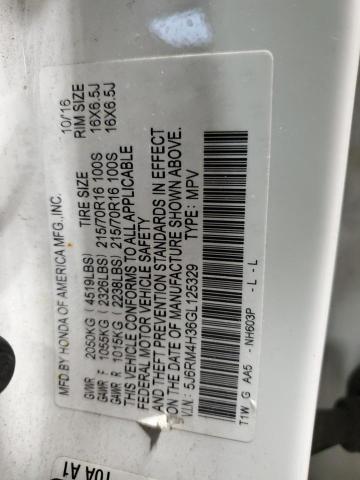 MFD BY HONDA OF AMERICA MFG., INC. 10/16
TIRE SIZE RIM SIZE
GVWR 2050KG (4519LBS)
GAWR F 1055KG (2326LBS) 215/70R16 100S 16X6.5J
GAWR R 1015KG (2238LBS) 215/70R16 100S 16X6.5J
THIS VEHICLE CONFORMS TO ALL APPLICABLE
FEDERAL MOTOR VEHICLE SAFETY
AND THEFT PREVENTION STANDARDS IN EFFECT
ON THE DATE OF MANUFACTURE SHOWN ABOVE.
V.I.N.: 5J6RM4H36GL125329 TYPE: MPV
T1W G AA5 - NH603P - L - L
10A A1